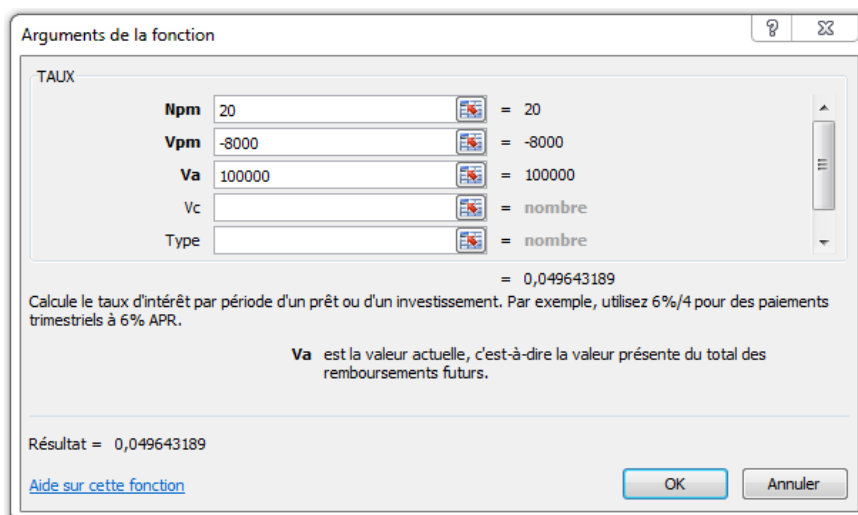 Arguments de la fonction
TAUX
Npm 20 = 20
Vpm -8000 = -8000
Va 100000 = 100000
Vc = nombre
Type = nombre
= 0,049643189
Calcule le taux d'intérêt par période d'un prêt ou d'un investissement. Par exemple, utilisez 6%/4 pour des paiements
trimestriels à 6% APR.
Va est la valeur actuelle, c'est-à-dire la valeur présente du total des
remboursements futurs.
Résultat = 0,049643189
Aide sur cette fonction
OK Annuler